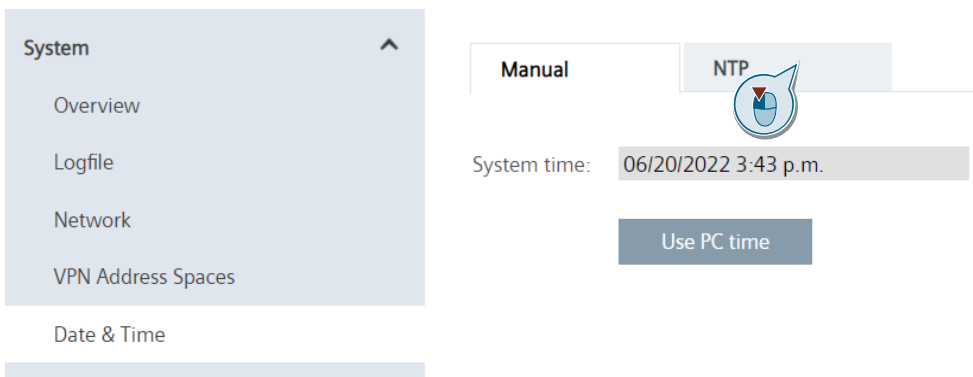 System
Overview
Logfile
Network
VPN Address Spaces
Date & Time
Manual
NTP
System time: 06/20/2022 3:43 p.m.
Use PC time